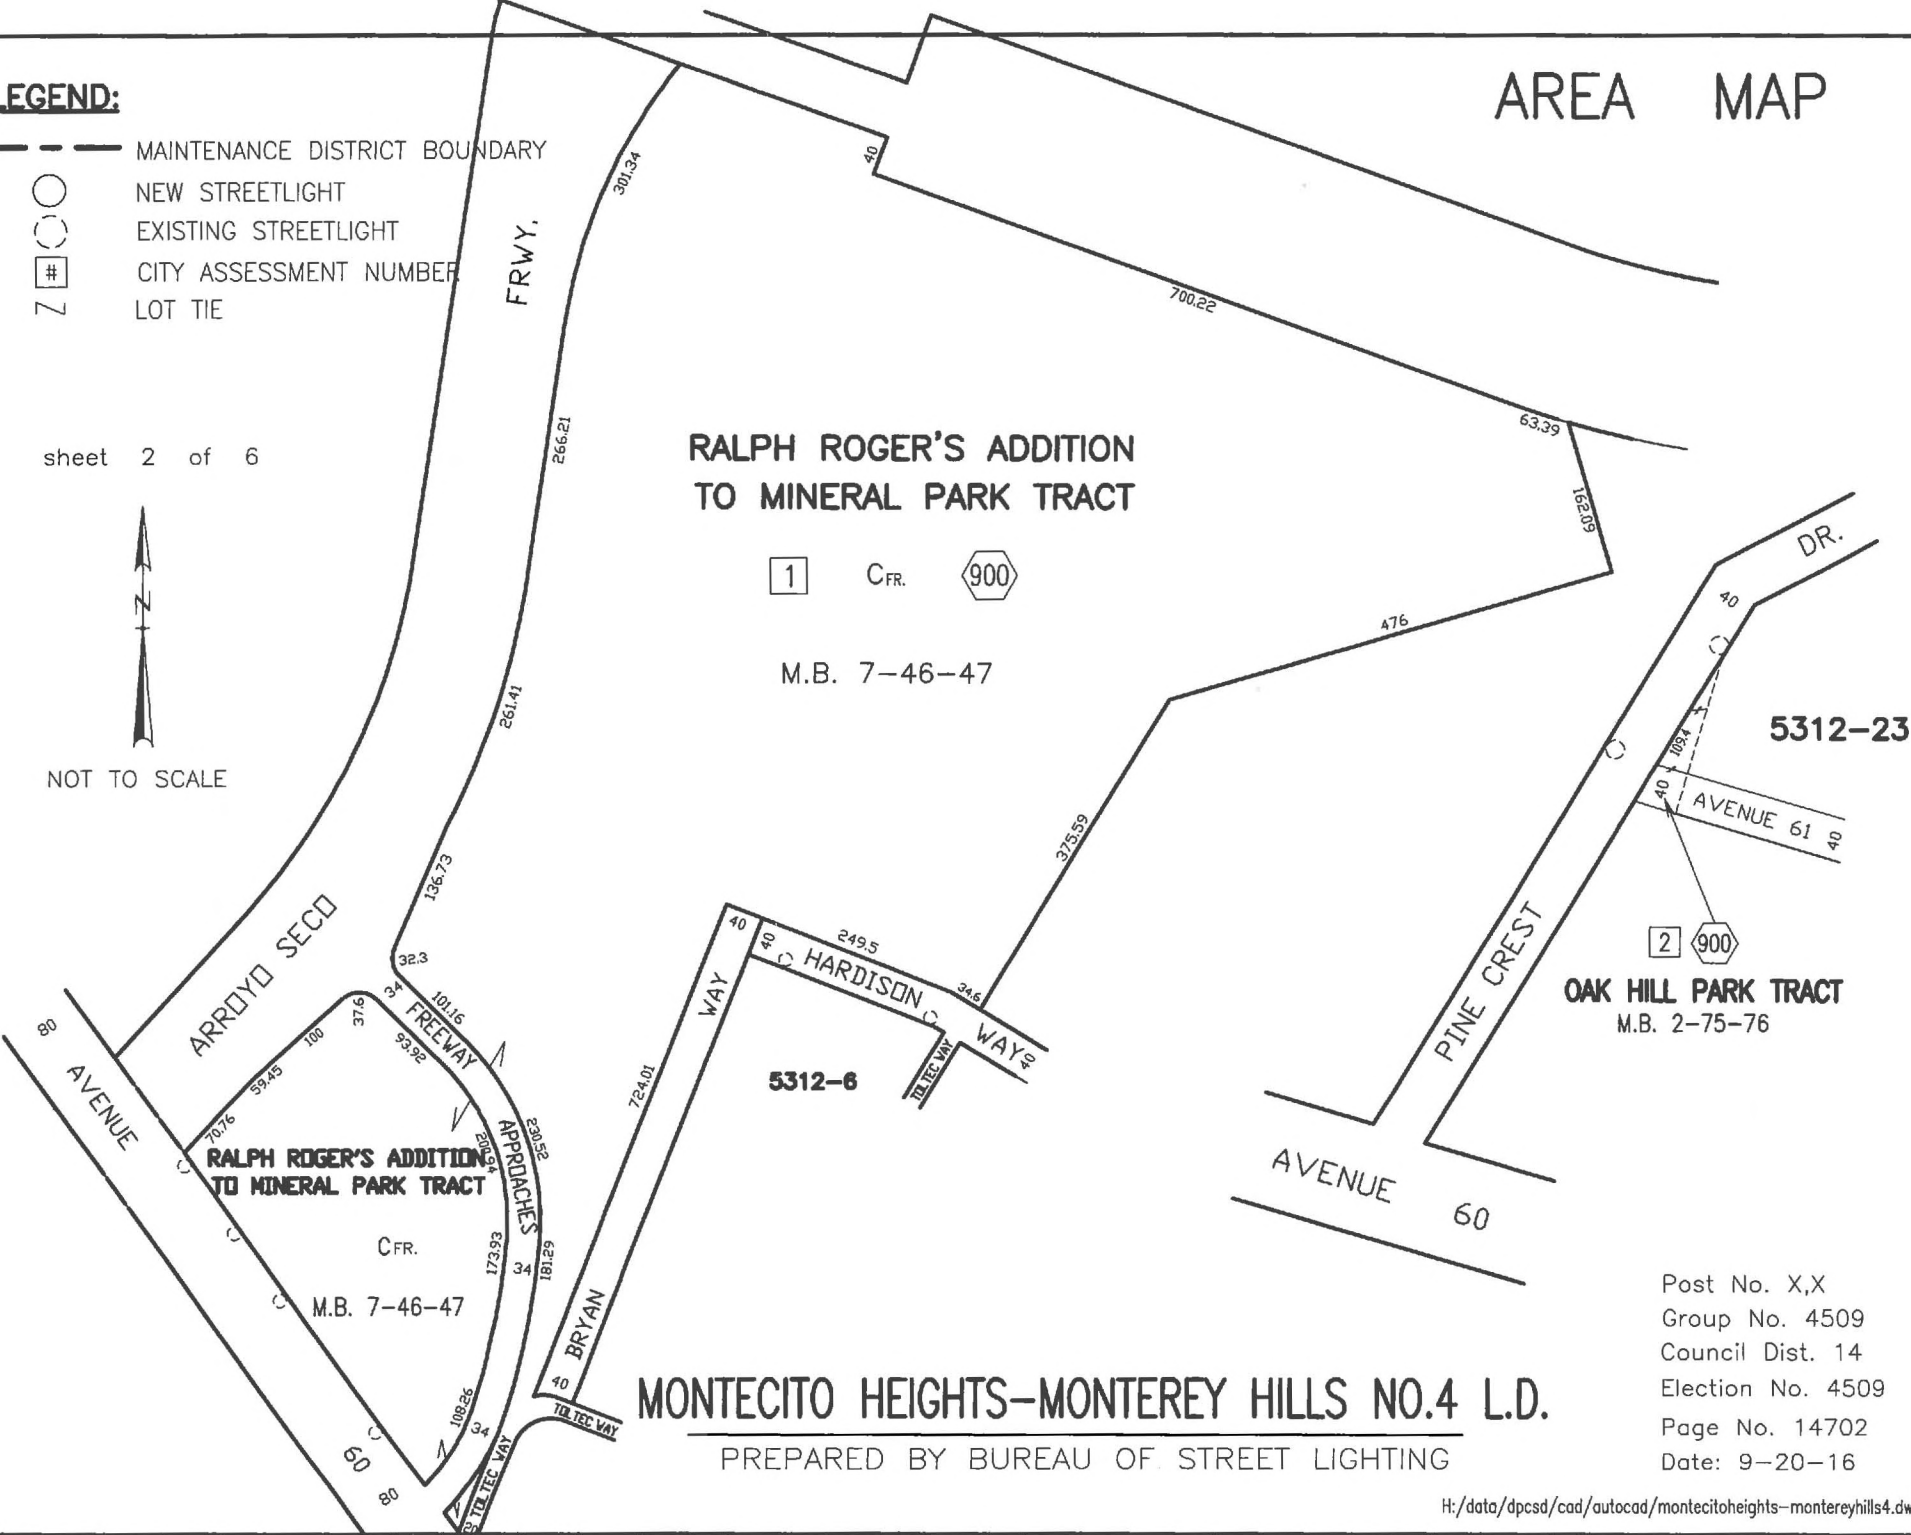 AREA MAP
LEGEND:
MAINTENANCE DISTRICT BOUNDARY
NEW STREETLIGHT
EXISTING STREETLIGHT
# CITY ASSESSMENT NUMBER
LOT TIE
sheet 2 of 6
N
NOT TO SCALE
FRWY.
301.34
40
700.22
63.39
162.09
266.21
RALPH ROGER'S ADDITION
TO MINERAL PARK TRACT
1 CFR. 900
M.B. 7-46-47
476
261.41
375.59
136.73
DR.
40
109.4
5312-23
40
AVENUE 61
40
PINE CREST
2 900
OAK HILL PARK TRACT
M.B. 2-75-76
ARRYO SECO
32.3
34
101.16
FREEWAY
93.92
37.6
100
59.45
70.76
80
AVENUE
40
40
249.5
HARDISON
34.6
WAY
40
WAY
TOLTEC WAY
5312-6
724.01
230.52
APPROACHES
RALPH ROGER'S ADDITION
TO MINERAL PARK TRACT
CFR.
M.B. 7-46-47
173.93
34
181.29
BRYAN
40
TOLTEC WAY
108.26
34
TOLTEC WAY
60
80
AVENUE 60
MONTECITO HEIGHTS-MONTEREY HILLS NO.4 L.D.
PREPARED BY BUREAU OF STREET LIGHTING
Post No. X,X
Group No. 4509
Council Dist. 14
Election No. 4509
Page No. 14702
Date: 9-20-16
H:/data/dpcsd/cad/autocad/montecitoheights-montereyhills4.dw